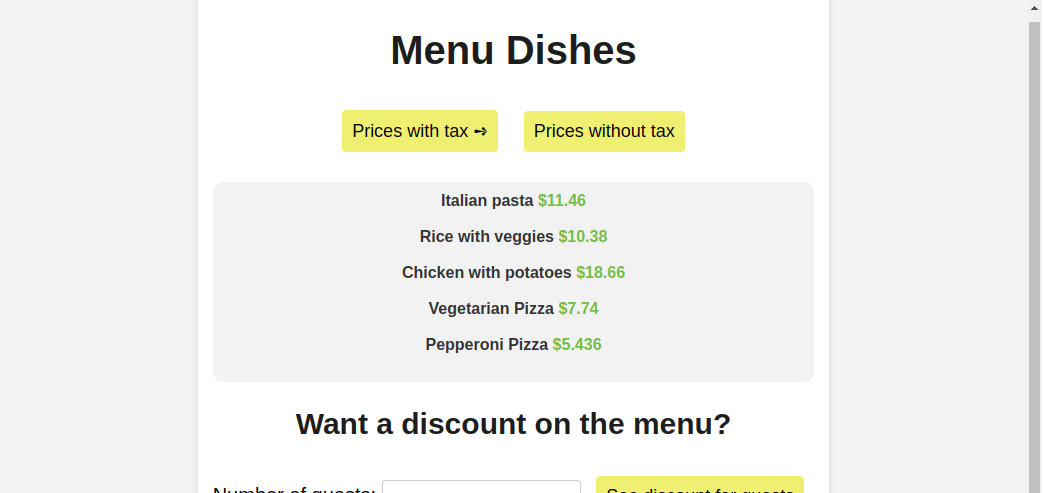 Menu Dishes
Prices with tax ➺ Prices without tax
Italian pasta $11.46
Rice with veggies $10.38
Chicken with potatoes $18.66
Vegetarian Pizza $7.74
Pepperoni Pizza $5.436
Want a discount on the menu?
Number of guests: See discount for guests